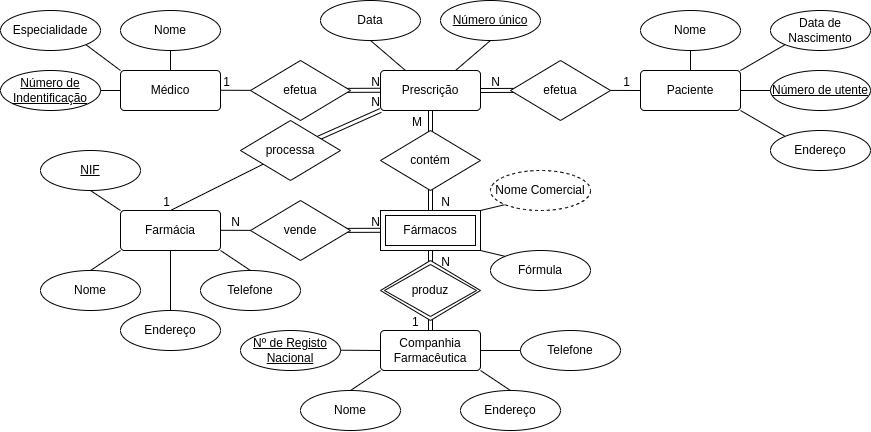 Especialidade
Nome
Data
Número único
Nome
Data de
Nascimento
Número de
Indentificação
Médico
1
efetua
N
Prescrição
N
efetua
1
Paciente
Número de utente
N
M
processa
contém
Endereço
NIF
1
N
Nome Comercial
Farmácia
N
vende
N
Fármacos
N
Fórmula
Nome
Telefone
produz
Endereço
1
Nº de Registo
Nacional
Companhia
Farmacêutica
Telefone
Nome
Endereço